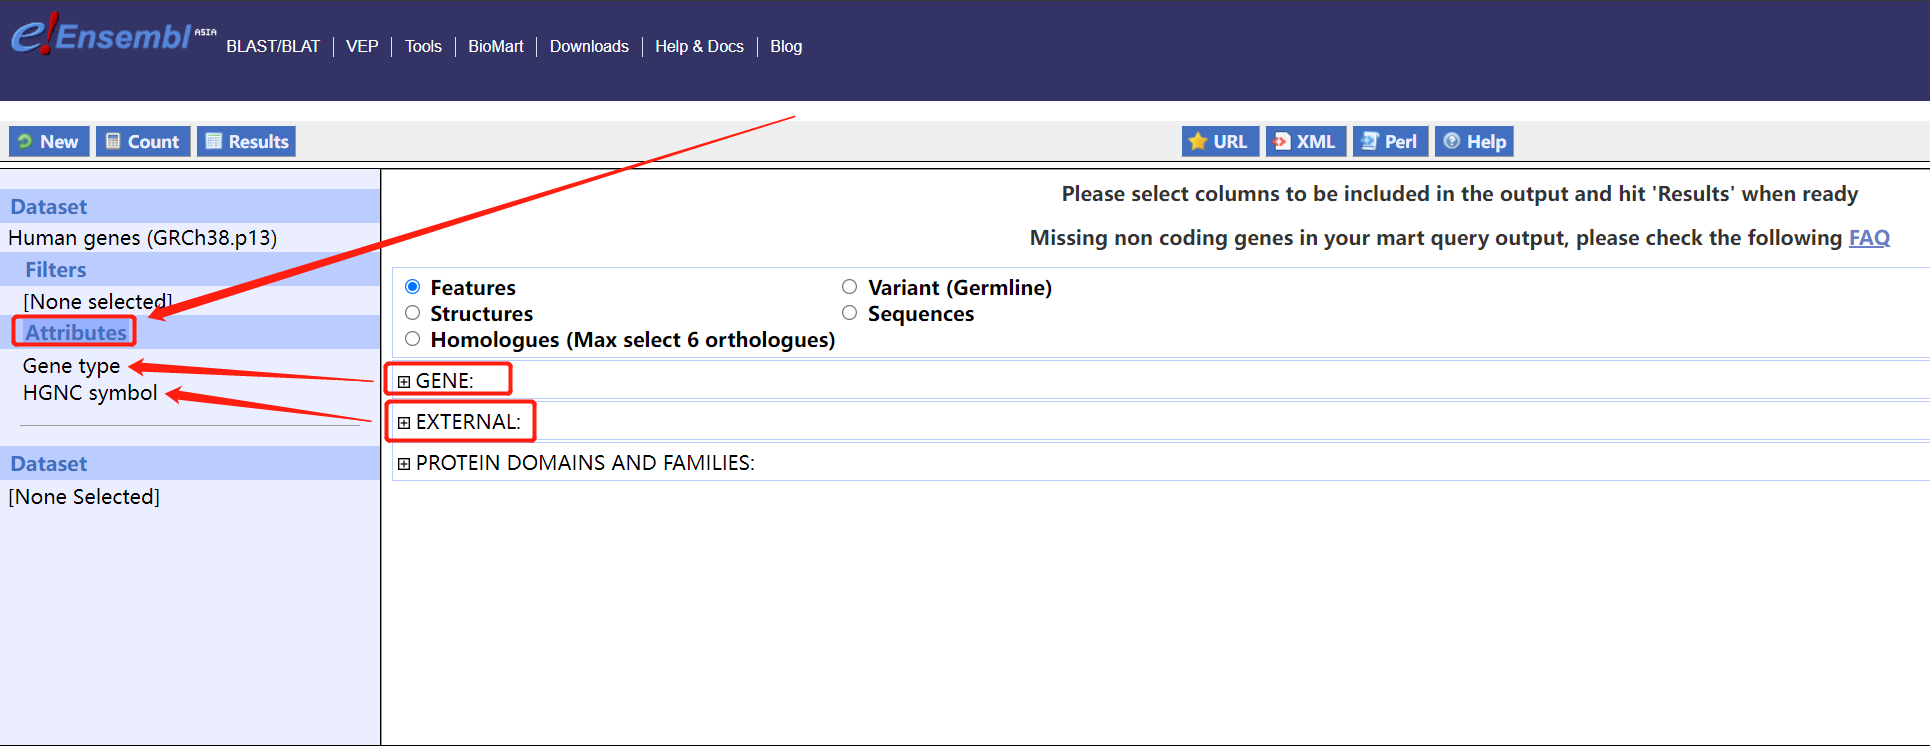 e!Ensembl ASIA
BLAST/BLAT VEP Tools BioMart Downloads Help & Docs Blog
New Count Results URL XML Perl Help
Dataset
Human genes (GRCh38.p13)
Filters
[None selected]
Attributes
Gene type
HGNC symbol
Dataset
[None Selected]
Please select columns to be included in the output and hit 'Results' when ready
Missing non coding genes in your mart query output, please check the following FAQ
Features Variant (Germline)
Structures Sequences
Homologues (Max select 6 orthologues)
GENE:
EXTERNAL:
PROTEIN DOMAINS AND FAMILIES: